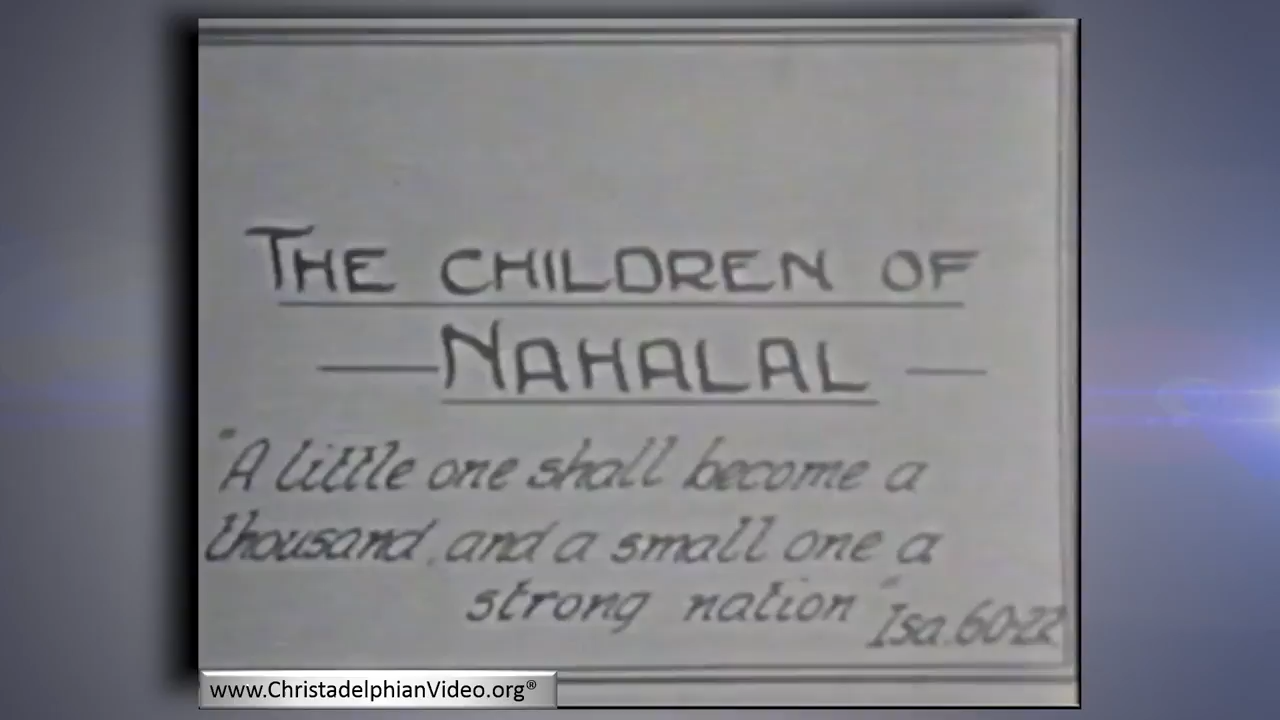 THE CHILDREN OF
— NAHALAL —
"A little one shall become a
thousand, and a small one a
strong nation" Isa. 60-22
www.ChristadelphianVideo.org®